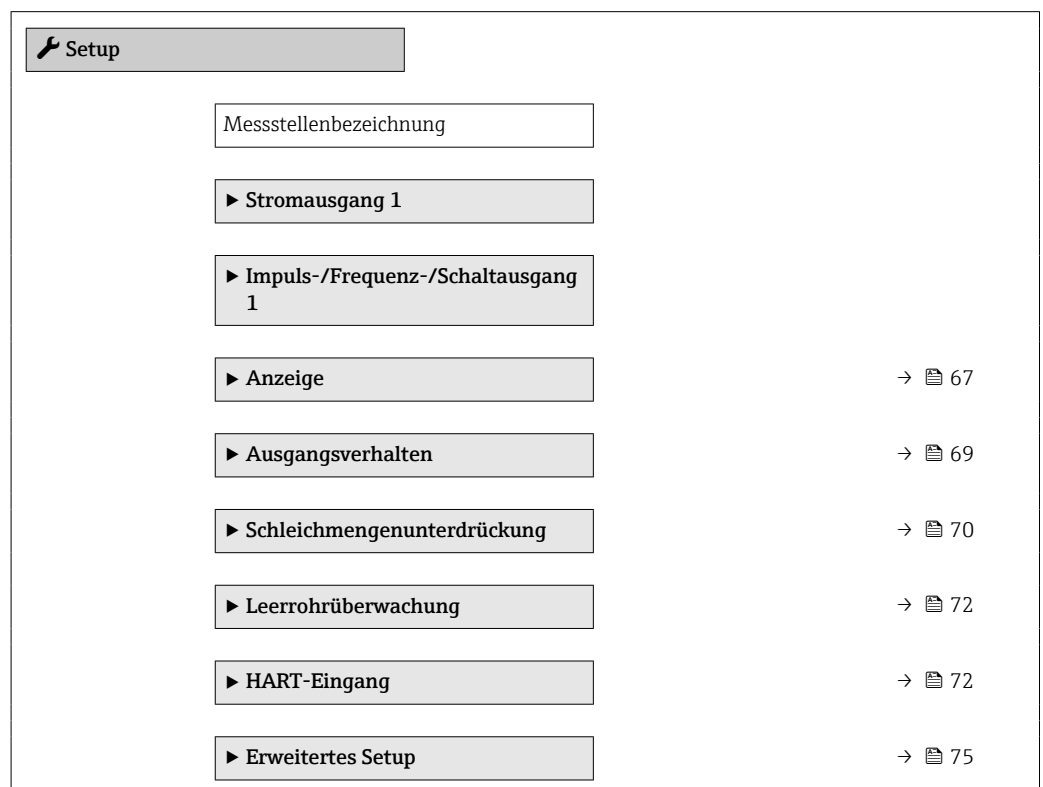 Setup
Messstellenbezeichnung
▶ Stromausgang 1
▶ Impuls-/Frequenz-/Schaltausgang
1
▶ Anzeige → 67
▶ Ausgangsverhalten → 69
▶ Schleichmengenunterdrückung → 70
▶ Leerrohrüberwachung → 72
▶ HART-Eingang → 72
▶ Erweitertes Setup → 75